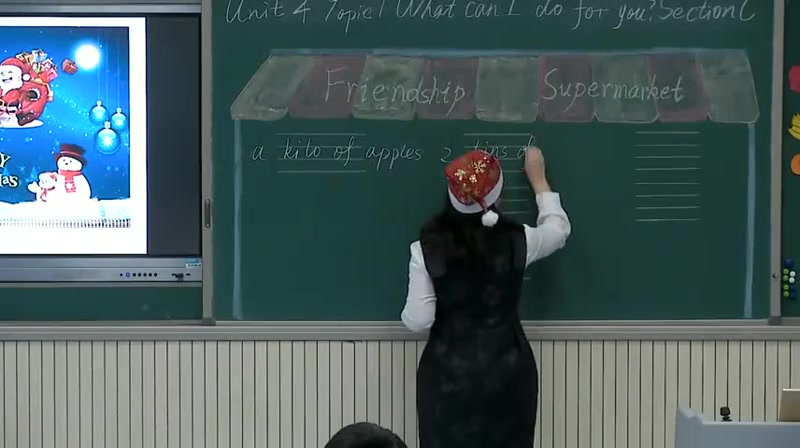 Unit 4 Topic 1 What can I do for you? Section C
Friendship Supermarket
a kilo of apples 2 tins of